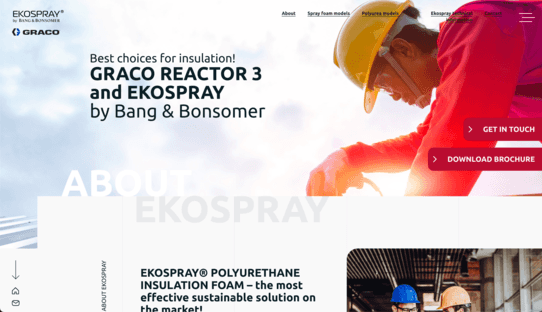 EKOSPRAY®
by BANG & BONSOMER
GRACO
About
Spray foam models
Polyurea models
Ekospray
Contact
Best choices for insulation!
GRACO REACTOR 3
and EKOSPRAY
by Bang & Bonsomer
GET IN TOUCH
DOWNLOAD BROCHURE
ABOUT
EKOSPRAY
ABOUT EKOSPRAY
EKOSPRAY® POLYURETHANE
INSULATION FOAM – the most
effective sustainable solution on
the market!